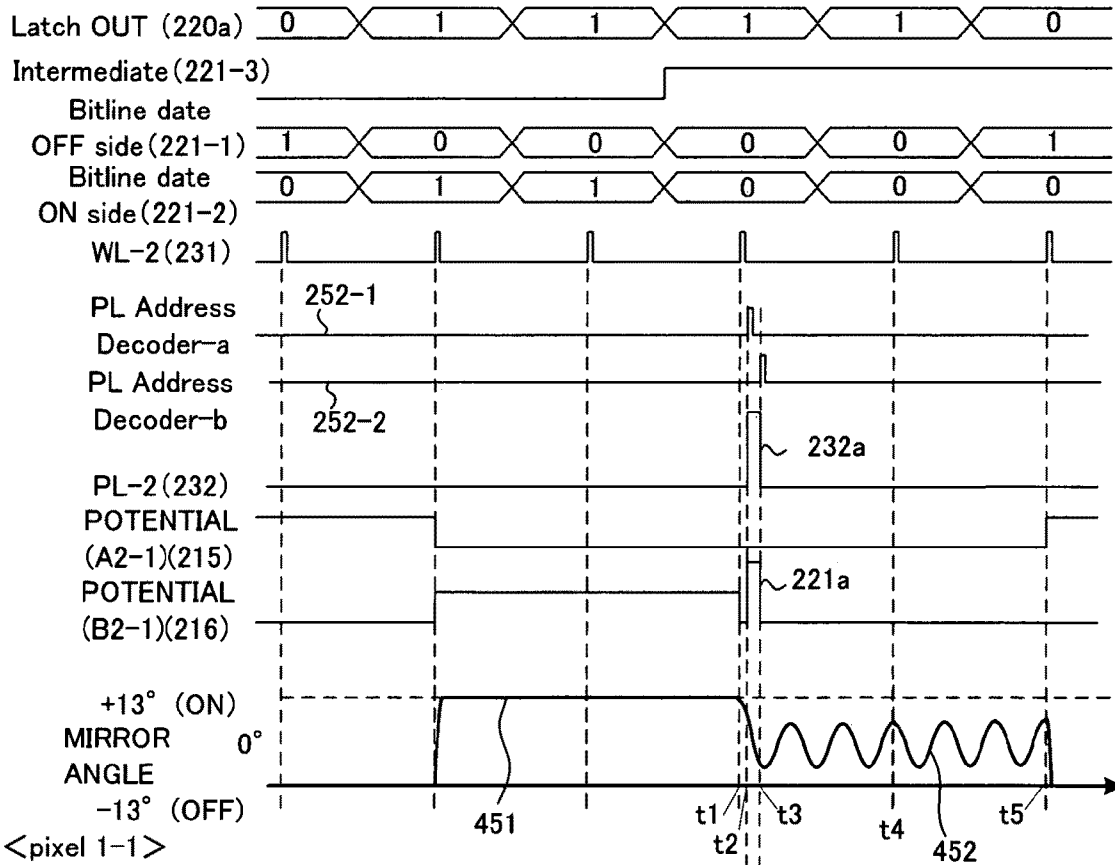 Latch OUT (220a) 0 1 1 1 1 0
Intermediate(221-3)
Bitline date
OFF side(221-1) 1 0 0 0 0 1
Bitline date
ON side(221-2) 0 1 1 0 0 0
WL-2(231)
PL Address
Decoder-a
252-1
PL Address
Decoder-b
252-2
232a
PL-2(232)
POTENTIAL
(A2-1)(215)
221a
POTENTIAL
(B2-1)(216)
+13° (ON)
MIRROR 0°
ANGLE
-13° (OFF)
451 t1 t2 t3 t4 452 t5
<pixel 1-1>